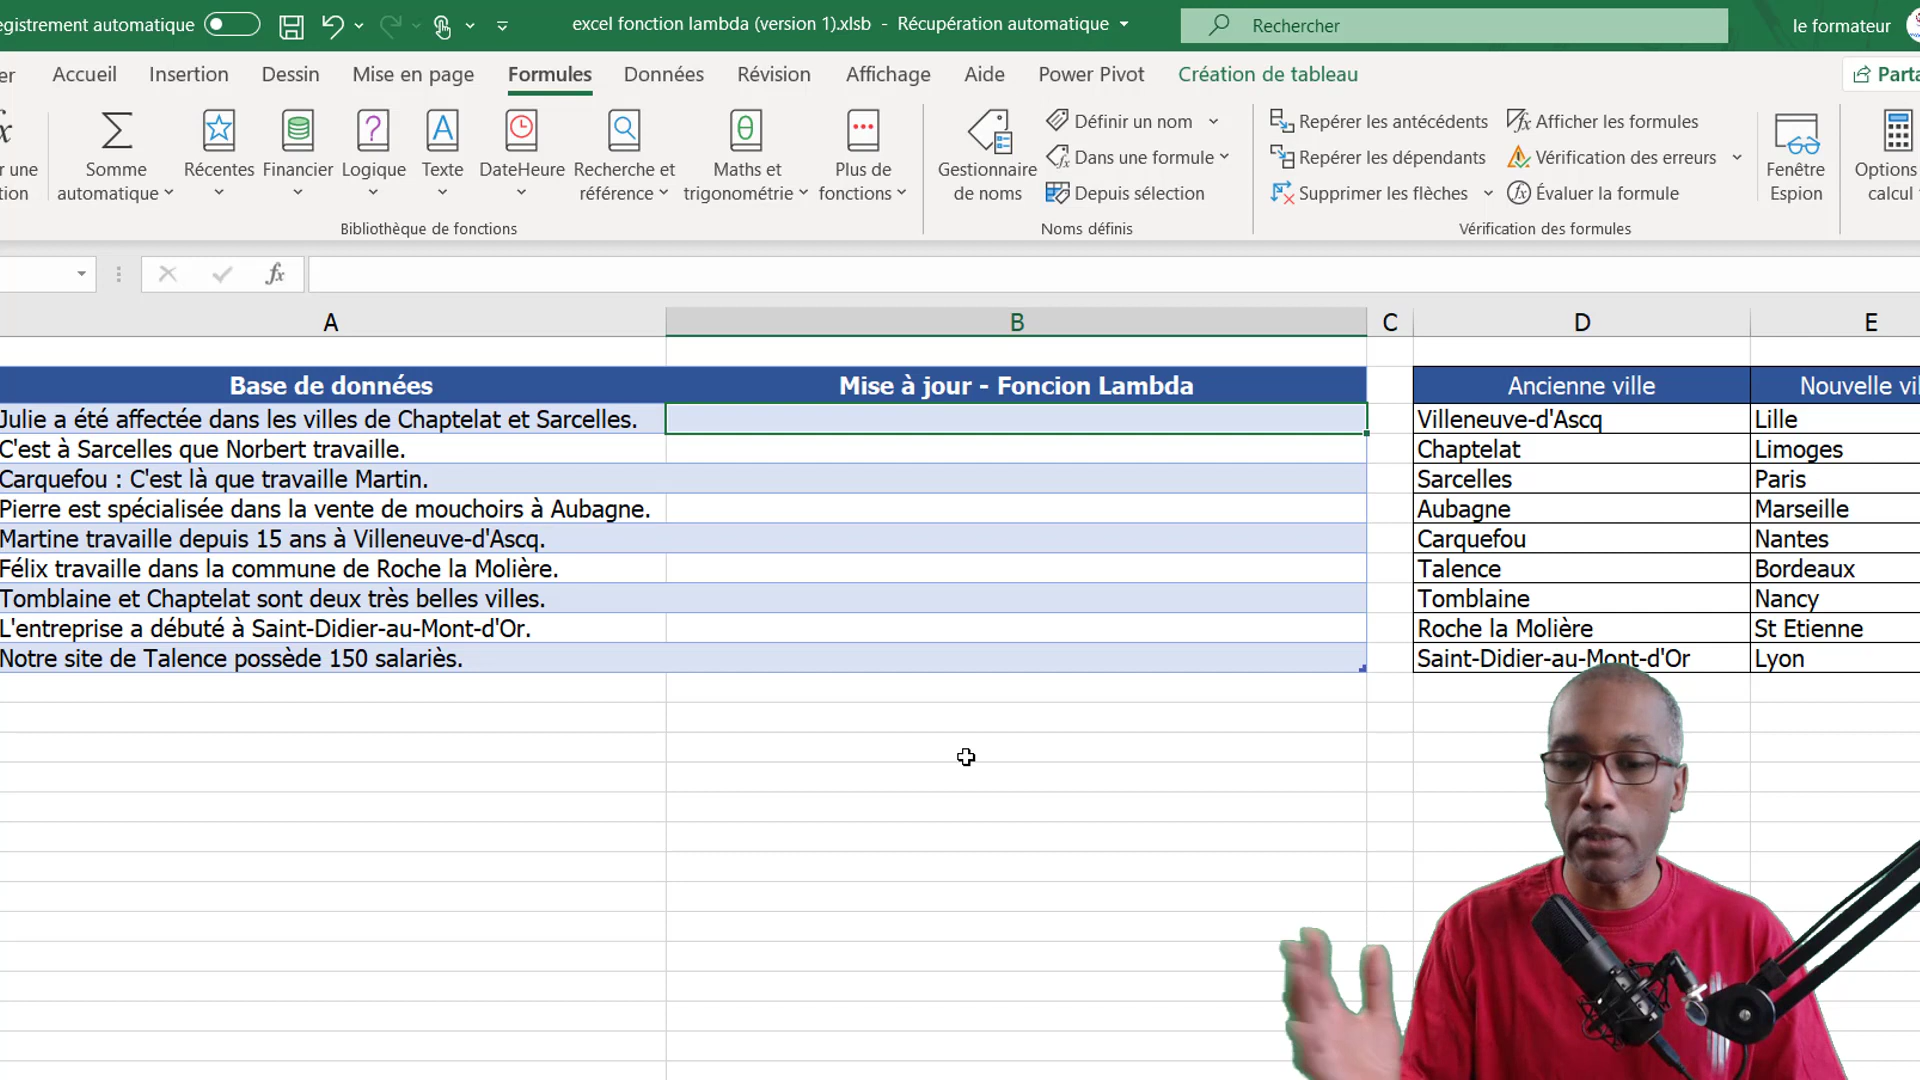 egistrement automatique
excel fonction lambda (version 1).xlsb - Récupération automatique
Rechercher
le formateur
er Accueil Insertion Dessin Mise en page Formules Données Révision Affichage Aide Power Pivot Création de tableau
Parta
r une
tion
Somme
automatique
Récentes
Financier
Logique
Texte
DateHeure
Recherche et
référence
Maths et
trigonométrie
Plus de
fonctions
Bibliothèque de fonctions
Gestionnaire
de noms
Définir un nom
Dans une formule
Depuis sélection
Noms définis
Repérer les antécédents
Repérer les dépendants
Supprimer les flèches
Afficher les formules
Vérification des erreurs
Évaluer la formule
Vérification des formules
Fenêtre
Espion
Options
calcul
fx
A B C D E
Base de données Mise à jour - Foncion Lambda Ancienne ville Nouvelle vil
Julie a été affectée dans les villes de Chaptelat et Sarcelles. Villeneuve-d'Ascq Lille
C'est à Sarcelles que Norbert travaille. Chaptelat Limoges
Carquefou : C'est là que travaille Martin. Sarcelles Paris
Pierre est spécialisée dans la vente de mouchoirs à Aubagne. Aubagne Marseille
Martine travaille depuis 15 ans à Villeneuve-d'Ascq. Carquefou Nantes
Félix travaille dans la commune de Roche la Molière. Talence Bordeaux
Tomblaine et Chaptelat sont deux très belles villes. Tomblaine Nancy
L'entreprise a débuté à Saint-Didier-au-Mont-d'Or. Roche la Molière St Etienne
Notre site de Talence possède 150 salariès. Saint-Didier-au-Mont-d'Or Lyon